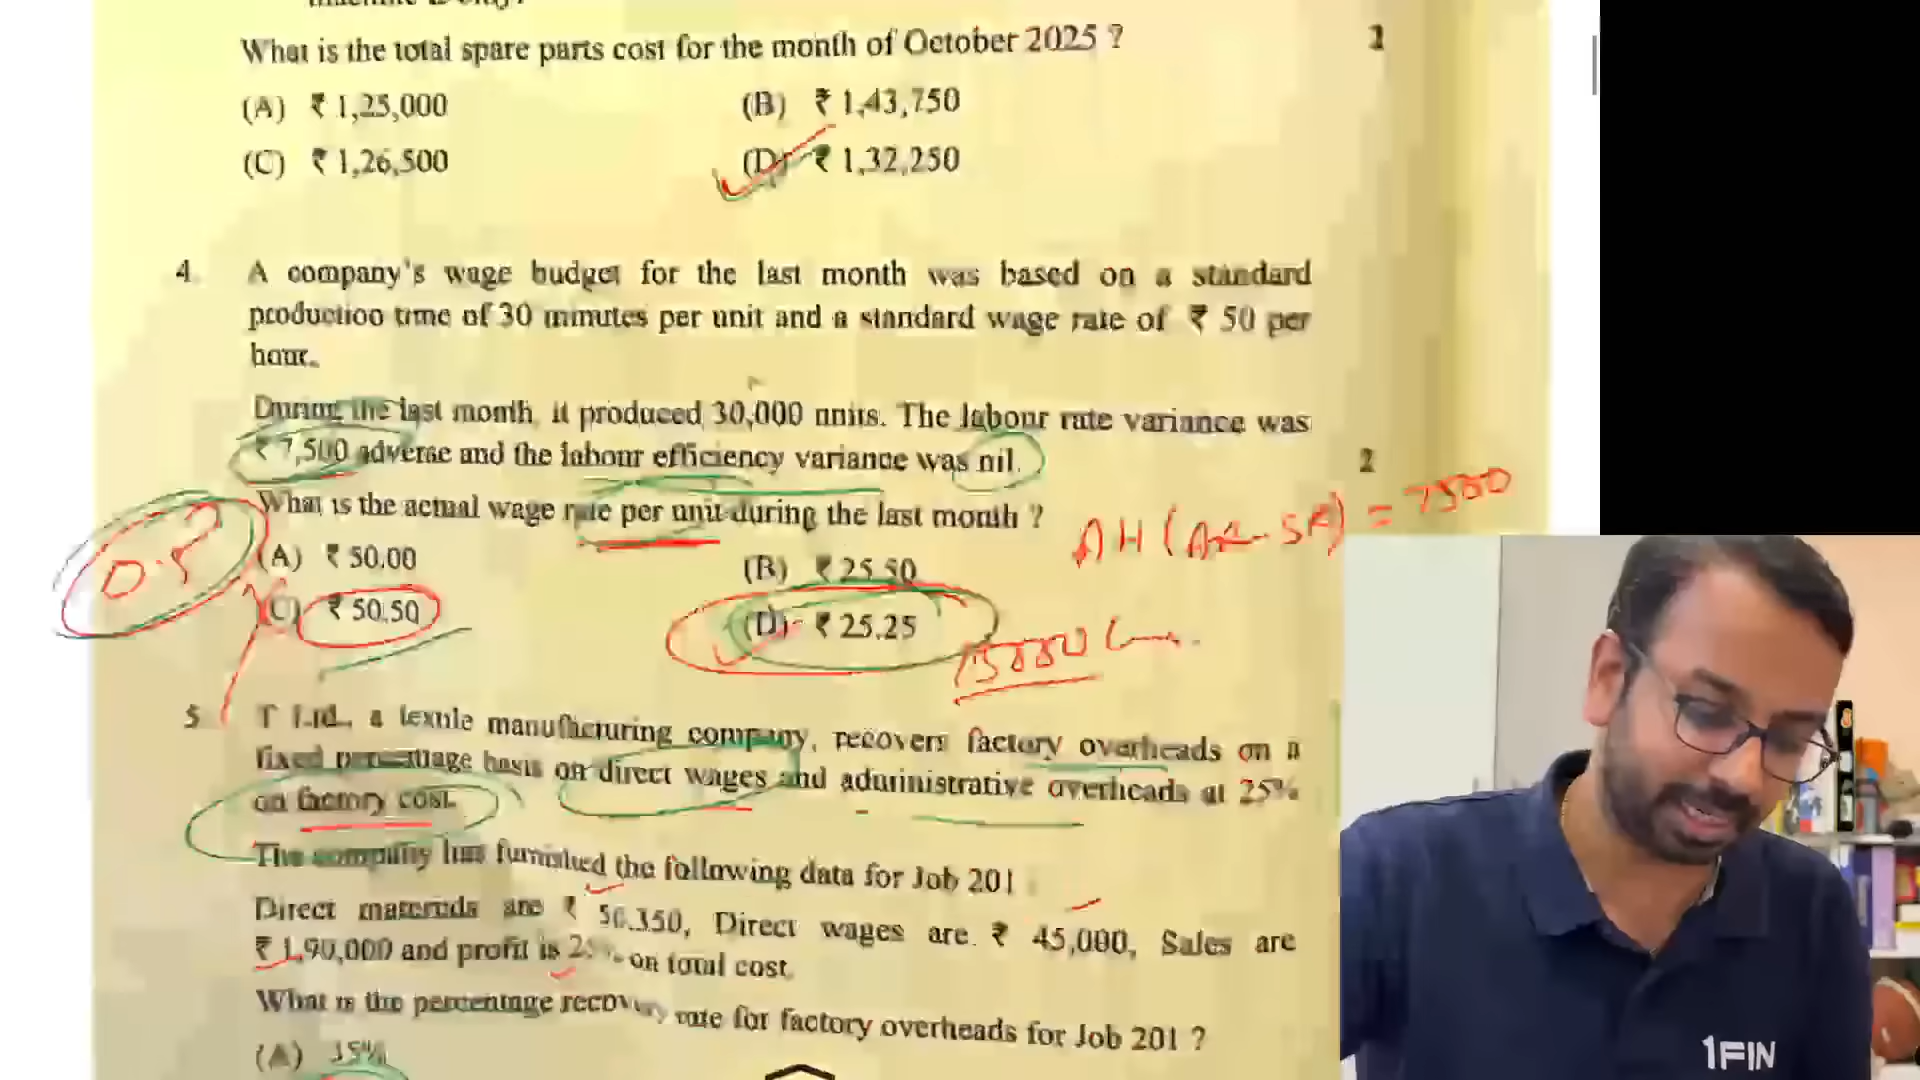 What is the total spare parts cost for the month of October 2025 ?
(A) ₹ 1,25,000
(B) ₹ 1,43,750
(C) ₹ 1,26,500
(D) ₹ 1,32,250
4. A company's wage budget for the last month was based on a standard
production time of 30 minutes per unit and a standard wage rate of ₹ 50 per
hour.
During the last month, it produced 30,000 units. The labour rate variance was
₹ 7,500 adverse and the labour efficiency variance was nil.
2
What is the actual wage rate per unit during the last month ?
AH (AR-SR) = 7500
0.5
(A) ₹ 50.00
(B) ₹ 25.50
(C) ₹ 50.50
(D) ₹ 25.25
15000
5 T Ltd., a textile manufacturing company, recovers factory overheads on a
fixed percentage basis on direct wages and administrative overheads at 25%
on factory cost.
The company has furnished the following data for Job 201
Direct materials are ₹ 50,350, Direct wages are ₹ 45,000, Sales are
₹ 1,90,000 and profit is 25% on total cost.
What is the percentage recovery rate for factory overheads for Job 201 ?
(A) 35%
1FIN